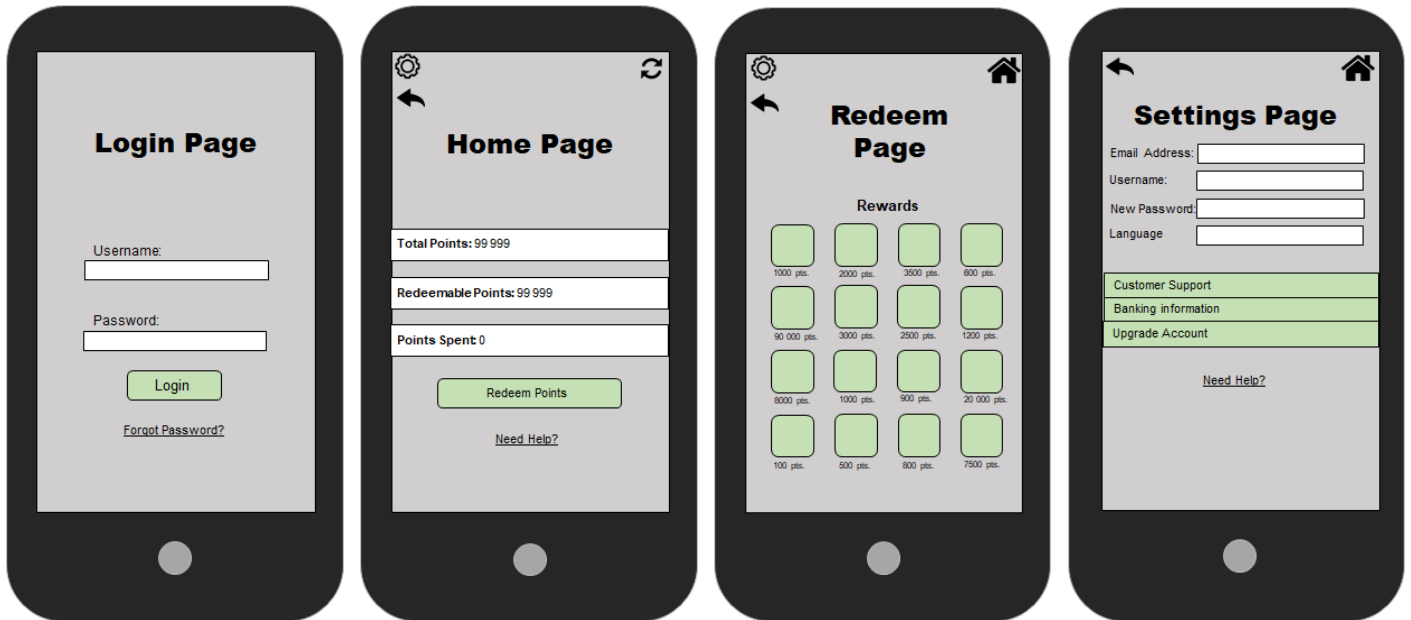 Login Page
Username:
Password:
Login
Forgot Password?
Home Page
Total Points: 99 999
Redeemable Points: 99 999
Points Spent: 0
Redeem Points
Need Help?
Redeem
Page
Rewards
1000 pts. 2000 pts. 3500 pts. 600 pts.
90 000 pts. 3000 pts. 2500 pts. 1200 pts.
8000 pts. 1000 pts. 900 pts. 20 000 pts.
100 pts. 500 pts. 800 pts. 7500 pts.
Settings Page
Email Address:
Username:
New Password:
Language
Customer Support
Banking information
Upgrade Account
Need Help?